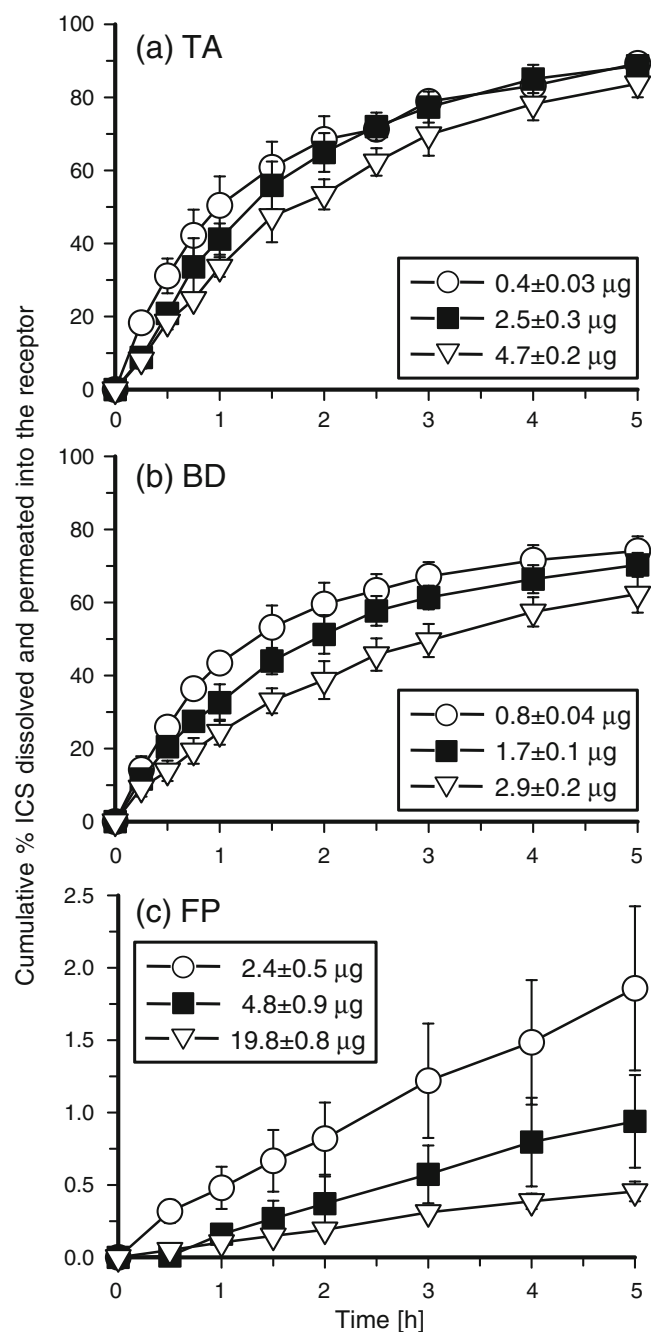 Cumulative % ICS dissolved and permeated into the receptor
(a) TA
100
80
60
40
20
0
0.4±0.03 µg
2.5±0.3 µg
4.7±0.2 µg
0 1 2 3 4 5
(b) BD
100
80
60
40
20
0
0.8±0.04 µg
1.7±0.1 µg
2.9±0.2 µg
0 1 2 3 4 5
(c) FP
2.5
2.0
1.5
1.0
0.5
0.0
2.4±0.5 µg
4.8±0.9 µg
19.8±0.8 µg
0 1 2 3 4 5
Time [h]